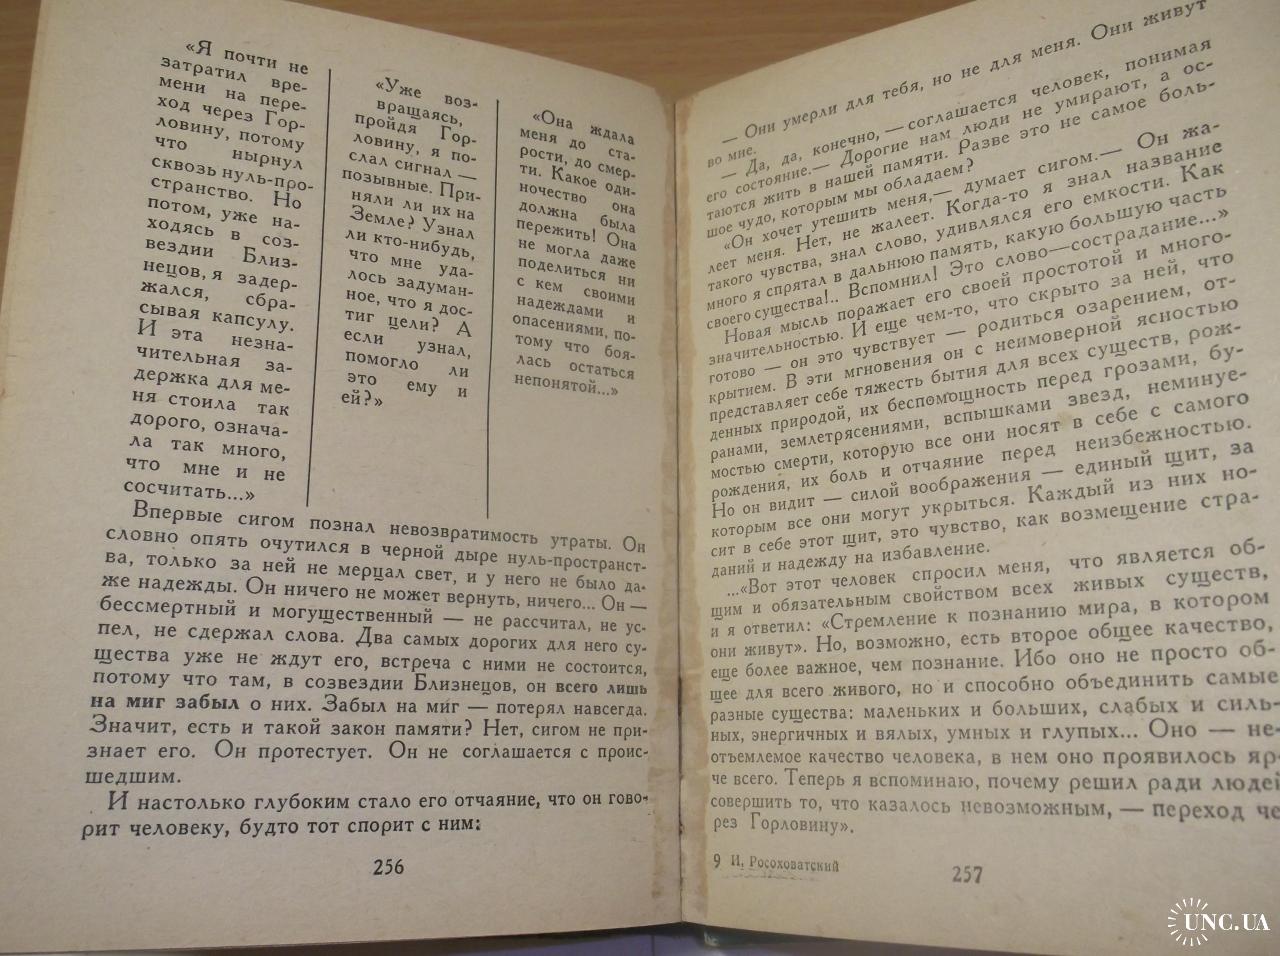 «Я почти не
затратил вре-
мени на пере-
ход через Гор-
ловину, потому
что нырнул
сквозь нуль-про-
странство. Но
потом, уже на-
ходясь в соз-
вездии Близ-
нецов, я задер-
жался, сбра-
сывая капсулу.
И эта незна-
чительная за-
держка для ме-
ня стоила так
дорого, означа-
ла так много,
что мне и не
сосчитать...»
«Уже воз-
вращаясь,
пройдя Гор-
ловину, я по-
слал сигнал —
позывные. При-
няли ли их на
Земле? Узнал
ли кто-нибудь,
что мне уда-
лось задуман-
ное, что я дос-
тиг цели? А
если узнал,
помогло ли
это ему и
ей?»
«Она ждала
меня до ста-
рости, до смер-
ти. Какое оди-
ночество она
должна была
пережить! Она
не могла даже
поделиться ни
с кем своими
надеждами и
опасениями, по-
тому что боя-
лась остаться
непонятой...»
Впервые сигом познал невозвратимость утраты. Он
словно опять очутился в черной дыре нуль-пространст-
ва, только за ней не мерцал свет, и у него не было да-
же надежды. Он ничего не может вернуть, ничего... Он —
бессмертный и могущественный — не рассчитал, не ус-
пел, не сдержал слова. Два самых дорогих для него су-
щества уже не ждут его, встреча с ними не состоится,
потому что там, в созвездии Близнецов, он всего лишь
на миг забыл о них. Забыл на миг — потерял навсегда.
Значит, есть и такой закон памяти? Нет, сигом не при-
знает его. Он протестует. Он не соглашается с проис-
шедшим.
И настолько глубоким стало его отчаяние, что он гово-
рит человеку, будто тот спорит с ним:
256
— Они умерли для тебя, но не для меня. Они живут
во мне.
— Да, да, конечно, — соглашается человек, понимая
его состояние.— Дорогие нам люди не умирают, а ос-
таются жить в нашей памяти. Разве это не самое боль-
шое чудо, которым мы обладаем?
«Он хочет утешить меня,— думает сигом.— Он жа-
леет меня. Нет, не жалеет. Когда-то я знал название
такого чувства, знал слово, удивлялся его емкости. Как
много я спрятал в дальнюю память, какую большую часть
своего существа!.. Вспомнил! Это слово—сострадание...»
Новая мысль поражает его своей простотой и много-
значительностью. И еще чем-то, что скрыто за ней, что
готово — он это чувствует — родиться озарением, от-
крытием. В эти мгновения он с неимоверной ясностью
представляет себе тяжесть бытия для всех существ, рож-
денных природой, их беспомощность перед грозами, бу-
ранами, землетрясениями, вспышками звезд, неминуе-
мостью смерти, которую все они носят в себе с самого
рождения, их боль и отчаяние перед неизбежностью.
Но он видит — силой воображения — единый щит, за
которым все они могут укрыться. Каждый из них но-
сит в себе этот щит, это чувство, как возмещение стра-
даний и надежду на избавление.
...«Вот этот человек спросил меня, что является об-
щим и обязательным свойством всех живых существ,
и я ответил: «Стремление к познанию мира, в котором
они живут». Но, возможно, есть второе общее качество,
еще более важное, чем познание. Ибо оно не просто об-
щее для всего живого, но и способно объединить самые
разные существа: маленьких и больших, слабых и силь-
ных, энергичных и вялых, умных и глупых... Оно — не-
отъемлемое качество человека, в нем оно проявилось яр-
че всего. Теперь я вспоминаю, почему решил ради людей
совершить то, что казалось невозможным, — переход че-
рез Горловину».
9 И. Росоховатский
257
UNC.UA